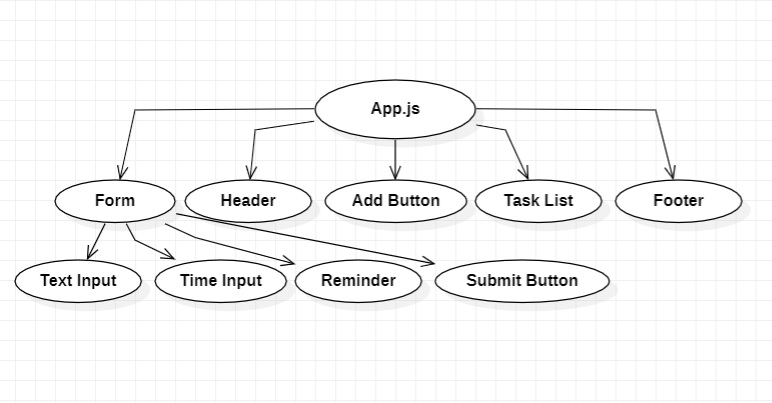 App.js
Form
Header
Add Button
Task List
Footer
Text Input
Time Input
Reminder
Submit Button